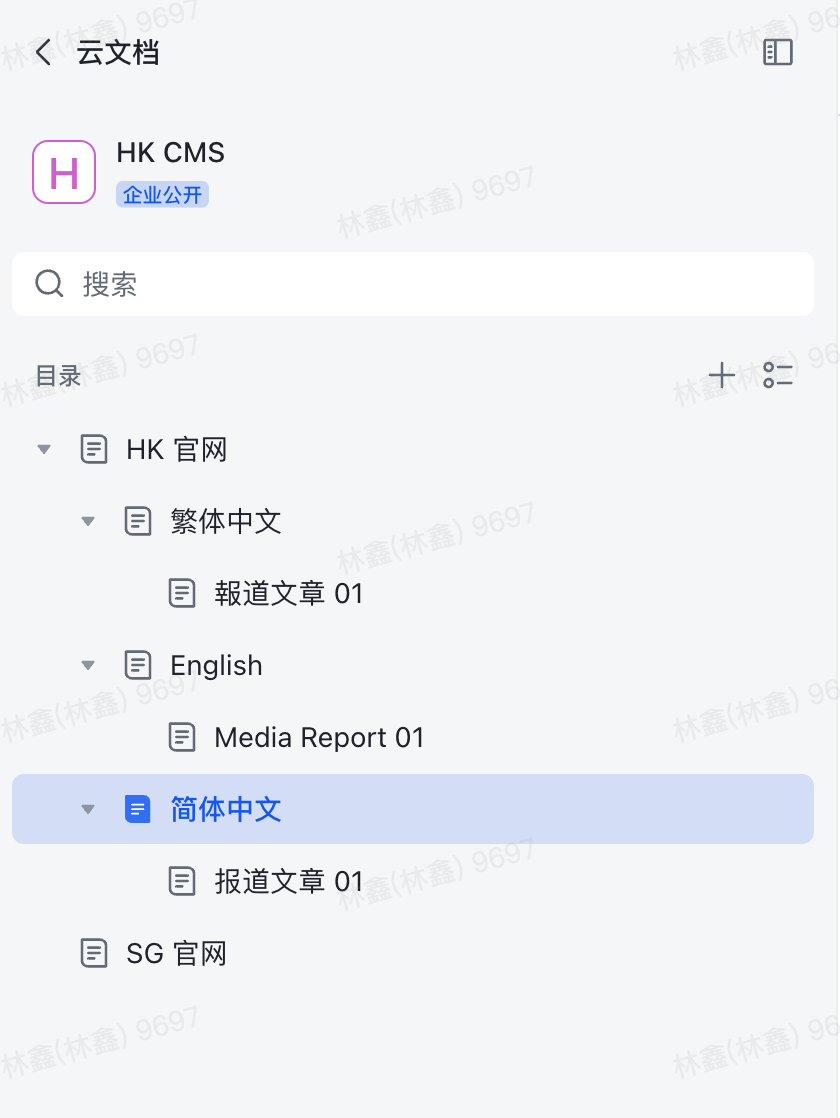 云文档
HK CMS
H
企业公开
搜索
目录
HK 官网
繁体中文
報道文章 01
English
Media Report 01
简体中文
报道文章 01
SG 官网
林鑫(林鑫) 9697